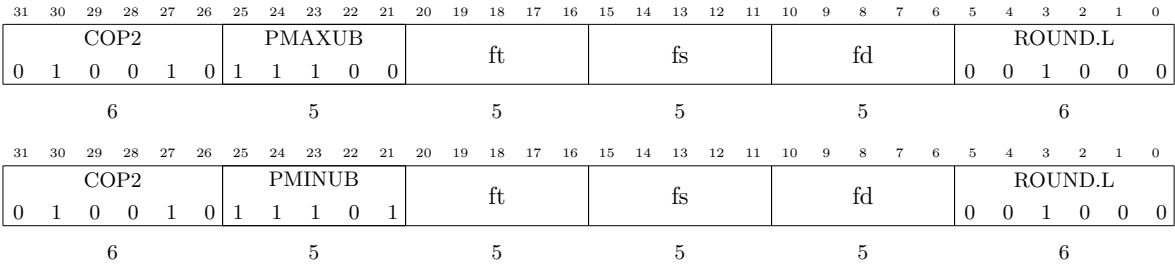 31 30 29 28 27 26 25 24 23 22 21 20 19 18 17 16 15 14 13 12 11 10 9 8 7 6 5 4 3 2 1 0
COP2 PMAXUB ft fs fd ROUND.L
0 1 0 0 1 0 1 1 1 0 0 0 0 1 0 0 0
6 5 5 5 5 6
31 30 29 28 27 26 25 24 23 22 21 20 19 18 17 16 15 14 13 12 11 10 9 8 7 6 5 4 3 2 1 0
COP2 PMINUB ft fs fd ROUND.L
0 1 0 0 1 0 1 1 1 0 1 0 0 1 0 0 0
6 5 5 5 5 6